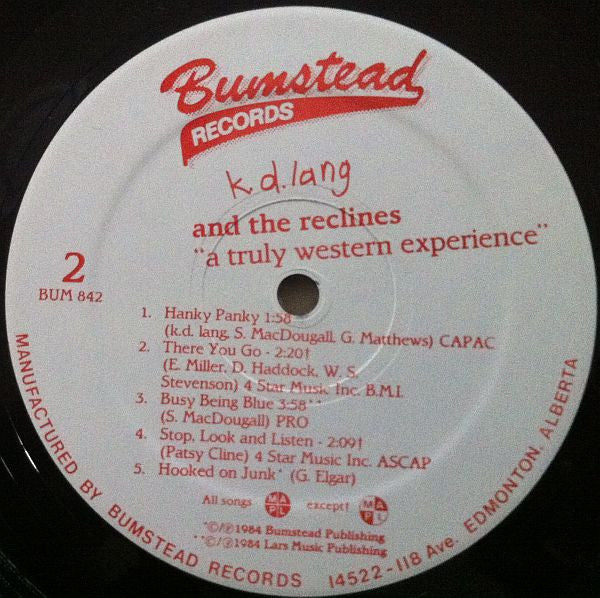 Bumstead
RECORDS
k.d. lang
and the reclines
"a truly western experience"
2
BUM 842
1. Hanky Panky 1:58
(k.d. lang, S. MacDougall, G. Matthews) CAPAC
2. There You Go - 2:20†
(E. Miller, D. Haddock, W. S.
Stevenson) 4 Star Music Inc. B.M.I.
3. Busy Being Blue 3:58**
(S. MacDougall) PRO
4. Stop, Look and Listen - 2:09†
(Patsy Cline) 4 Star Music Inc. ASCAP
5. Hooked on Junk* (G. Elgar)
All songs MAPL except† MAPL
*©/℗1984 Bumstead Publishing
**©/℗1984 Lars Music Publishing
MANUFACTURED BY BUMSTEAD RECORDS 14522-118 Ave. EDMONTON, ALBERTA